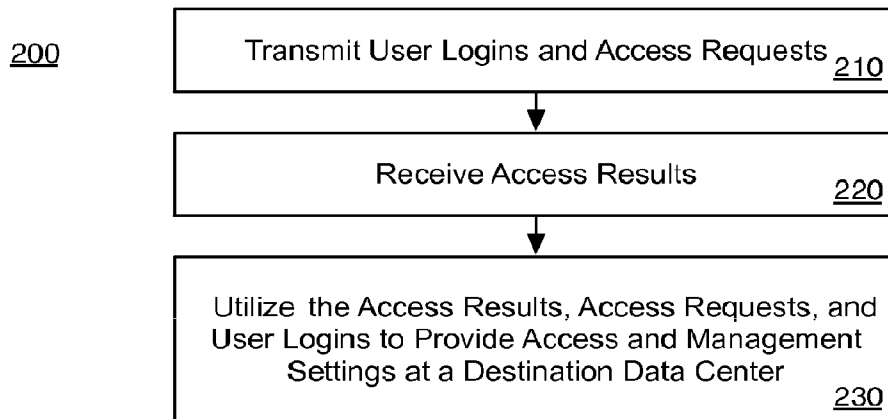 200
Transmit User Logins and Access Requests
210
Receive Access Results
220
Utilize the Access Results, Access Requests, and
User Logins to Provide Access and Management
Settings at a Destination Data Center
230